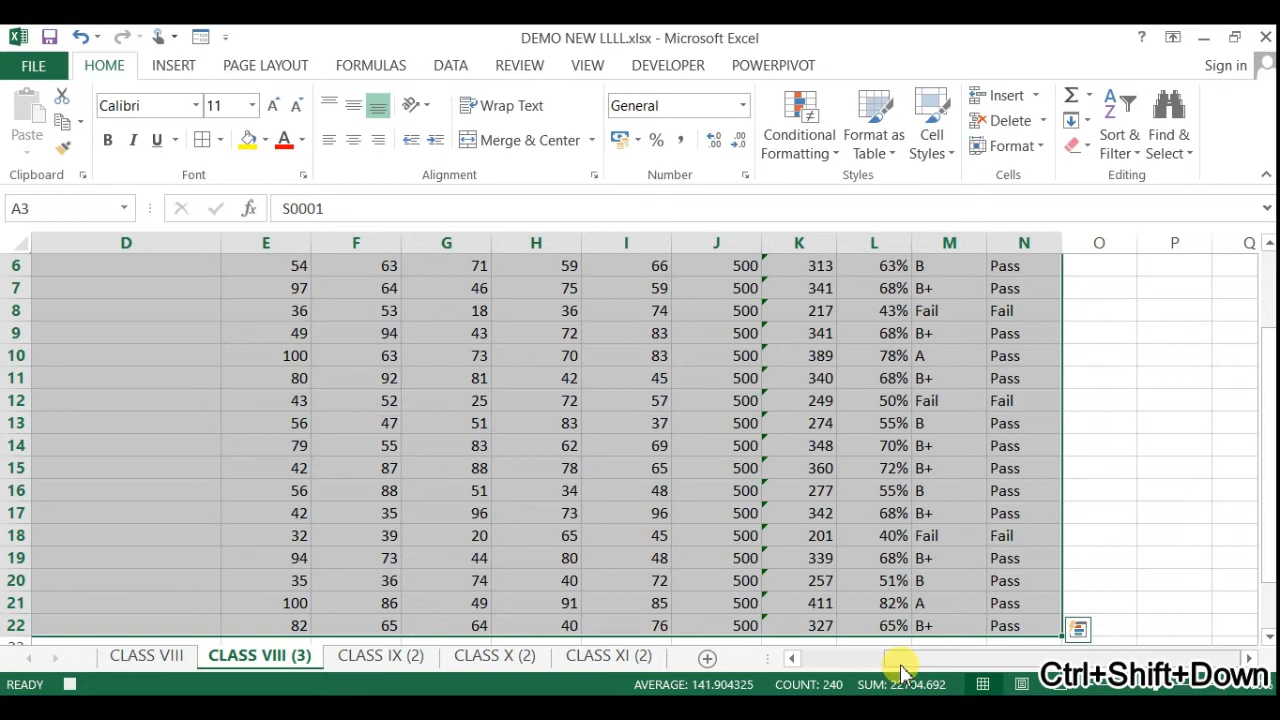 DEMO NEW LLLL.xlsx - Microsoft Excel
FILE HOME INSERT PAGE LAYOUT FORMULAS DATA REVIEW VIEW DEVELOPER POWERPIVOT Sign in
Paste Calibri 11 Wrap Text General Conditional Formatting Format as Table Cell Styles Insert Σ Sort & Filter Find & Select
B I U Merge & Center % , Delete
Format
Clipboard Font Alignment Number Styles Cells Editing
A3 fx S0001
D E F G H I J K L M N O P Q
6 54 63 71 59 66 500 313 63% B Pass
7 97 64 46 75 59 500 341 68% B+ Pass
8 36 53 18 36 74 500 217 43% Fail Fail
9 49 94 43 72 83 500 341 68% B+ Pass
10 100 63 73 70 83 500 389 78% A Pass
11 80 92 81 42 45 500 340 68% B+ Pass
12 43 52 25 72 57 500 249 50% Fail Fail
13 56 47 51 83 37 500 274 55% B Pass
14 79 55 83 62 69 500 348 70% B+ Pass
15 42 87 88 78 65 500 360 72% B+ Pass
16 56 88 51 34 48 500 277 55% B Pass
17 42 35 96 73 96 500 342 68% B+ Pass
18 32 39 20 65 45 500 201 40% Fail Fail
19 94 73 44 80 48 500 339 68% B+ Pass
20 35 36 74 40 72 500 257 51% B Pass
21 100 86 49 91 85 500 411 82% A Pass
22 82 65 64 40 76 500 327 65% B+ Pass
CLASS VIII CLASS VIII (3) CLASS IX (2) CLASS X (2) CLASS XI (2)
READY AVERAGE: 141.904325 COUNT: 240 SUM:
Ctrl+Shift+Down